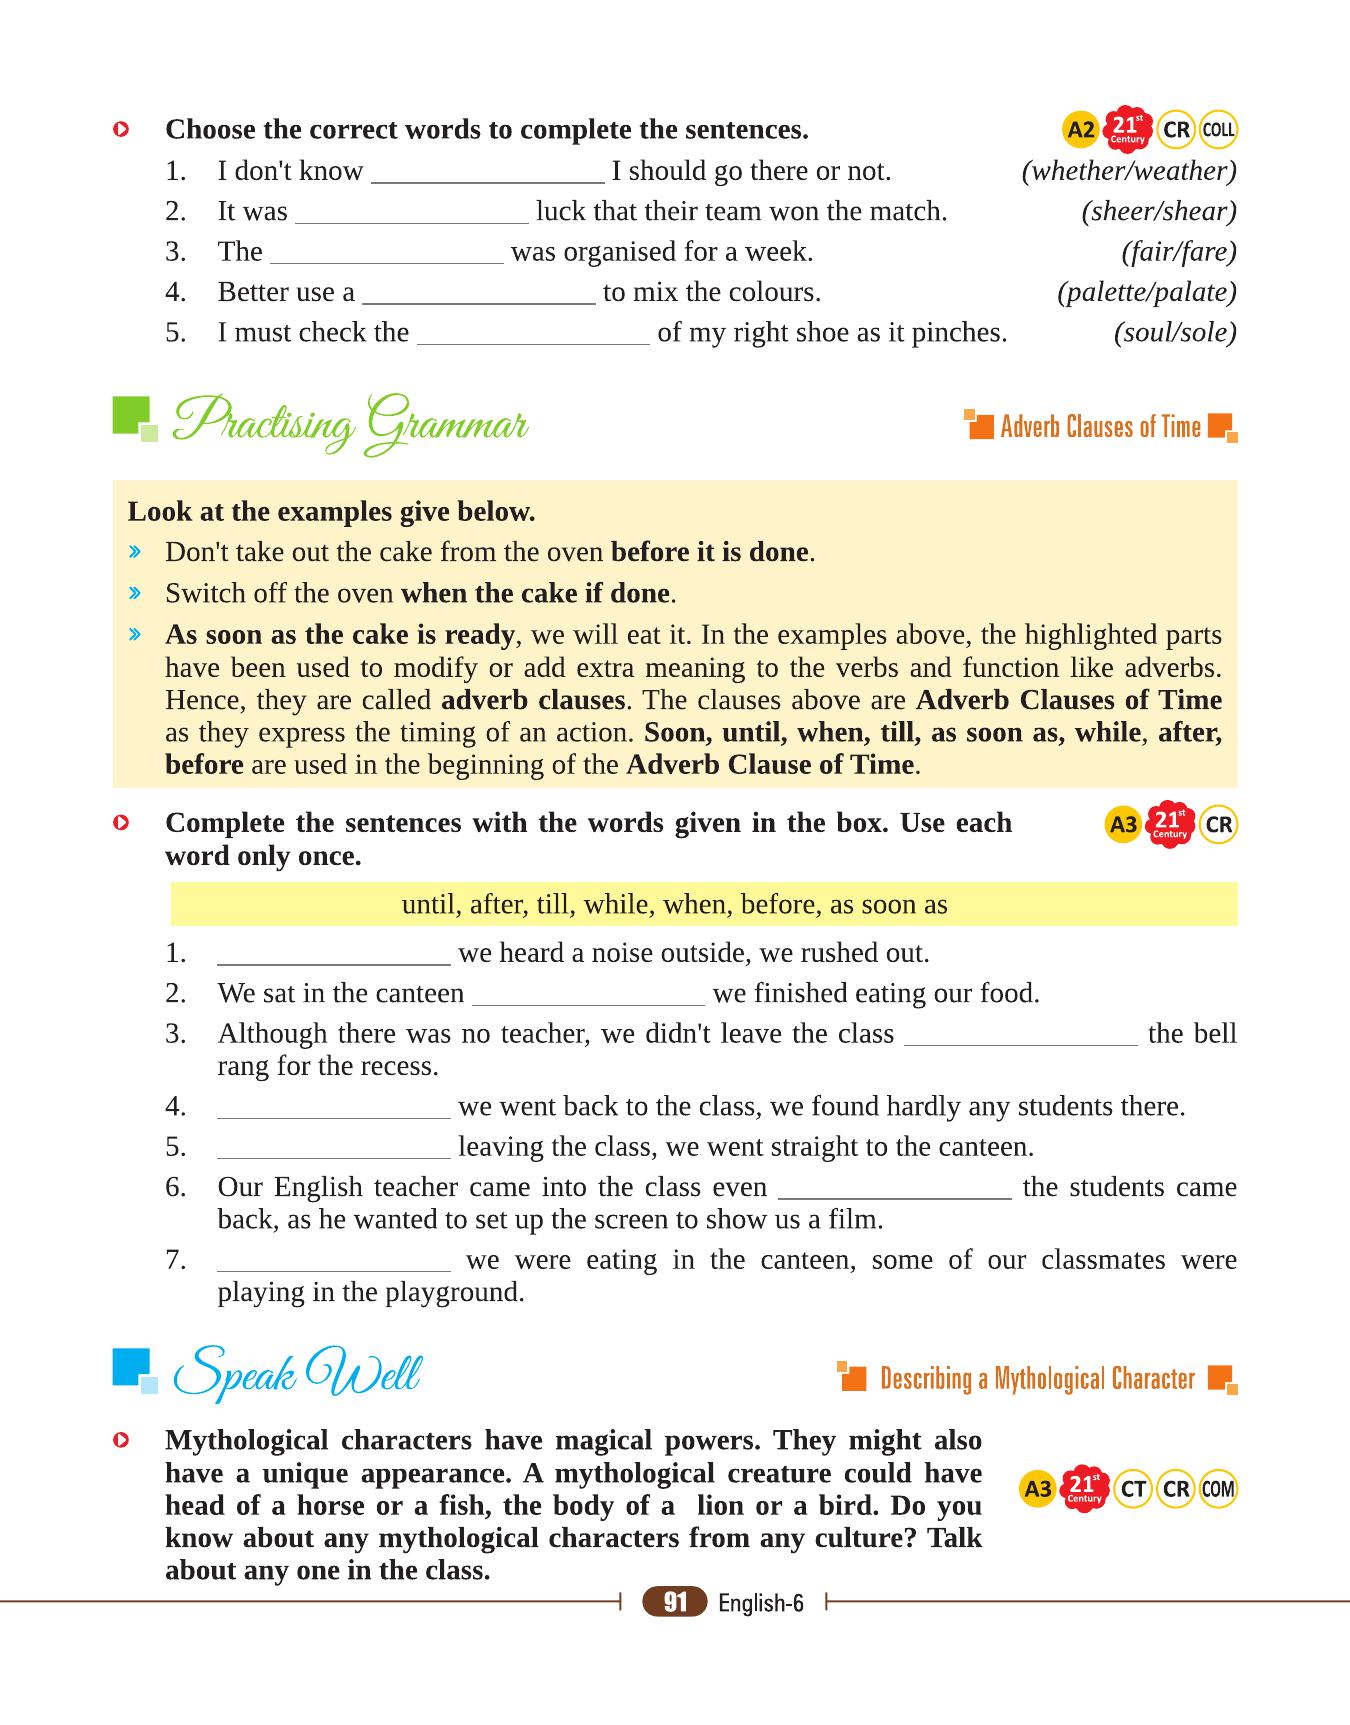 Choose the correct words to complete the sentences.
A2 21st Century CR COLL
1. I don't know ________________ I should go there or not. (whether/weather)
2. It was ________________ luck that their team won the match. (sheer/shear)
3. The ________________ was organised for a week. (fair/fare)
4. Better use a ________________ to mix the colours. (palette/palate)
5. I must check the ________________ of my right shoe as it pinches. (soul/sole)
Practising Grammar
Adverb Clauses of Time
Look at the examples give below.
» Don't take out the cake from the oven before it is done.
» Switch off the oven when the cake if done.
» As soon as the cake is ready, we will eat it. In the examples above, the highlighted parts
have been used to modify or add extra meaning to the verbs and function like adverbs.
Hence, they are called adverb clauses. The clauses above are Adverb Clauses of Time
as they express the timing of an action. Soon, until, when, till, as soon as, while, after,
before are used in the beginning of the Adverb Clause of Time.
Complete the sentences with the words given in the box. Use each
word only once.
A3 21st Century CR
until, after, till, while, when, before, as soon as
1. ________________ we heard a noise outside, we rushed out.
2. We sat in the canteen ________________ we finished eating our food.
3. Although there was no teacher, we didn't leave the class ________________ the bell
rang for the recess.
4. ________________ we went back to the class, we found hardly any students there.
5. ________________ leaving the class, we went straight to the canteen.
6. Our English teacher came into the class even ________________ the students came
back, as he wanted to set up the screen to show us a film.
7. ________________ we were eating in the canteen, some of our classmates were
playing in the playground.
Speak Well
Describing a Mythological Character
Mythological characters have magical powers. They might also
have a unique appearance. A mythological creature could have
head of a horse or a fish, the body of a lion or a bird. Do you
know about any mythological characters from any culture? Talk
about any one in the class.
A3 21st Century CT CR COM
91 English-6